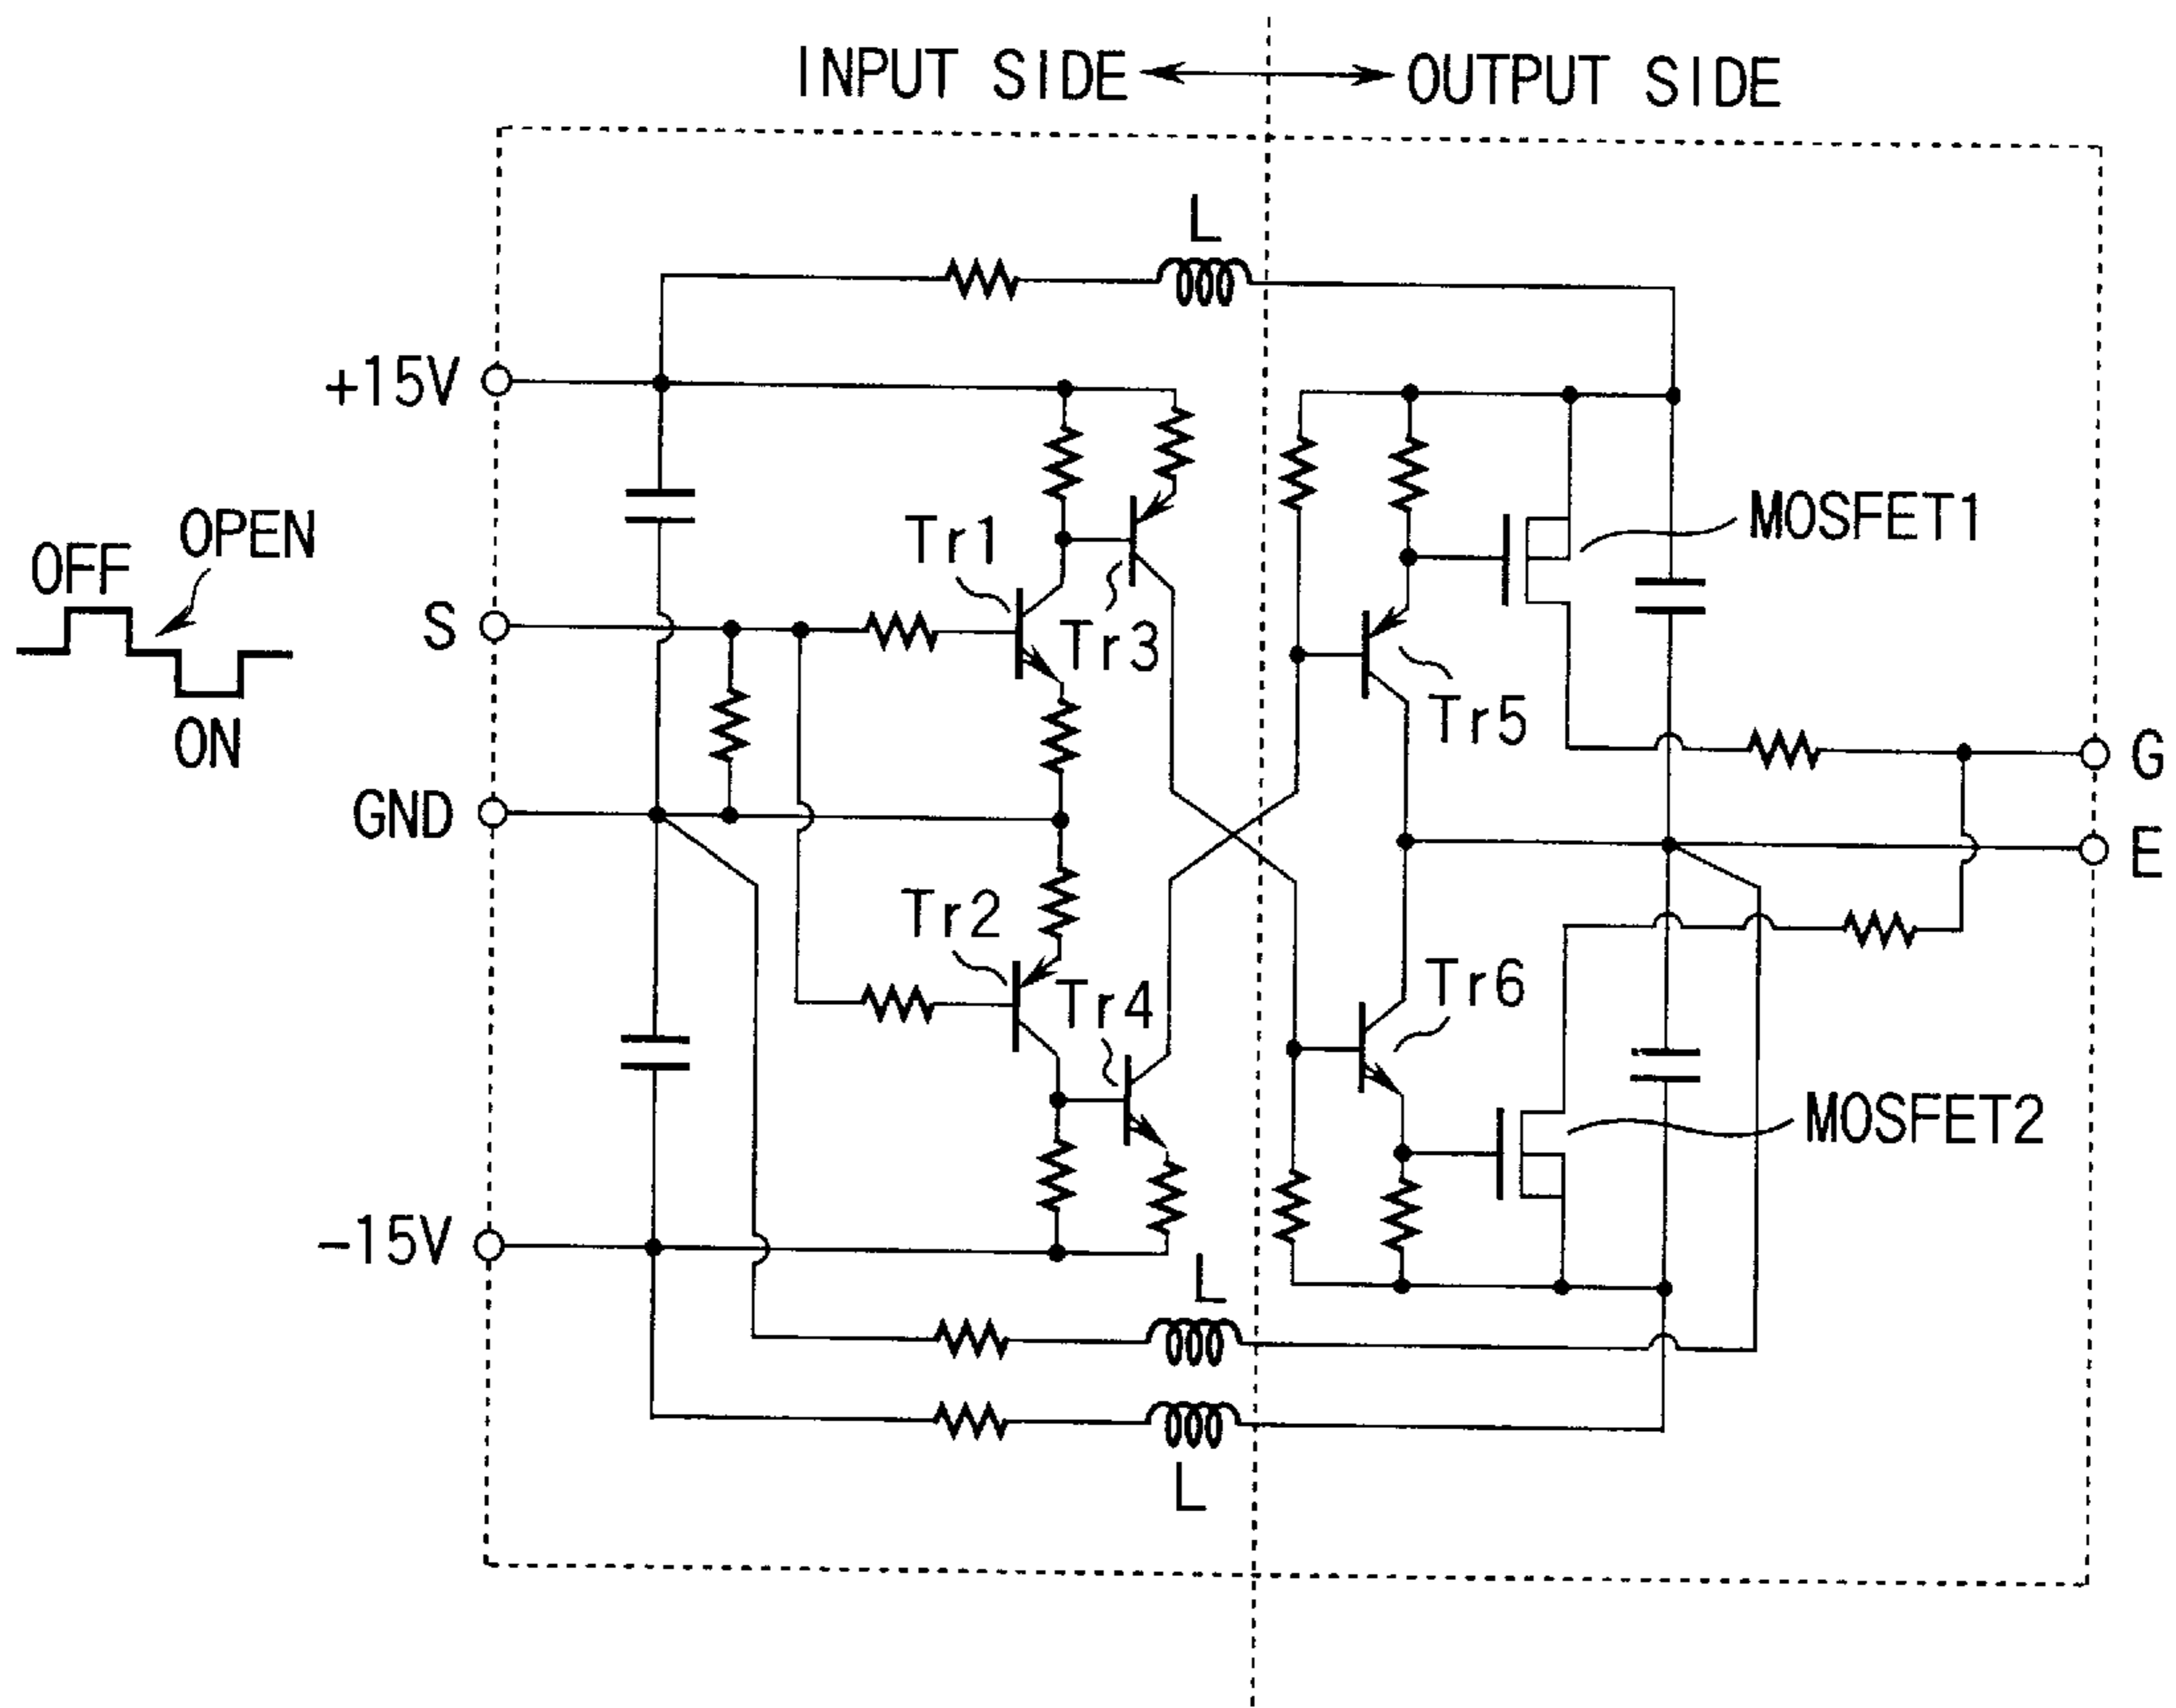 INPUT SIDE OUTPUT SIDE
L
+15V
OPEN
OFF
MOSFET1
Tr1
S
Tr3
Tr5
ON
G
GND
E
Tr2
Tr4
Tr6
MOSFET2
-15V
L
L